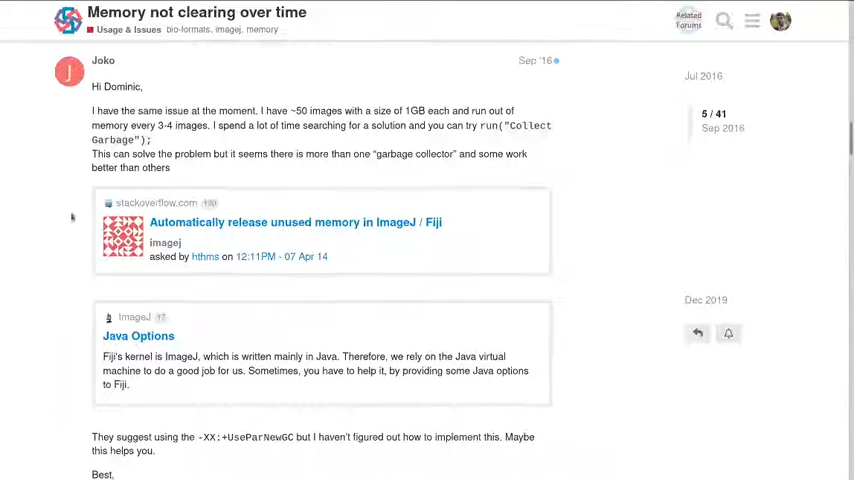 Memory not clearing over time
Usage & Issues bio-formats, imagej, memory
Related
Forums
J
Joko
Sep '16
Hi Dominic,
I have the same issue at the moment. I have ~50 images with a size of 1GB each and run out of
memory every 3-4 images. I spend a lot of time searching for a solution and you can try run("Collect
Garbage");
This can solve the problem but it seems there is more than one “garbage collector” and some work
better than others
stackoverflow.com
Automatically release unused memory in ImageJ / Fiji
imagej
asked by hthms on 12:11PM - 07 Apr 14
ImageJ 17
Java Options
Fiji's kernel is ImageJ, which is written mainly in Java. Therefore, we rely on the Java virtual
machine to do a good job for us. Sometimes, you have to help it, by providing some Java options
to Fiji.
They suggest using the -XX:+UseParNewGC but I haven’t figured out how to implement this. Maybe
this helps you.
Best,
Jul 2016
5 / 41
Sep 2016
Dec 2019